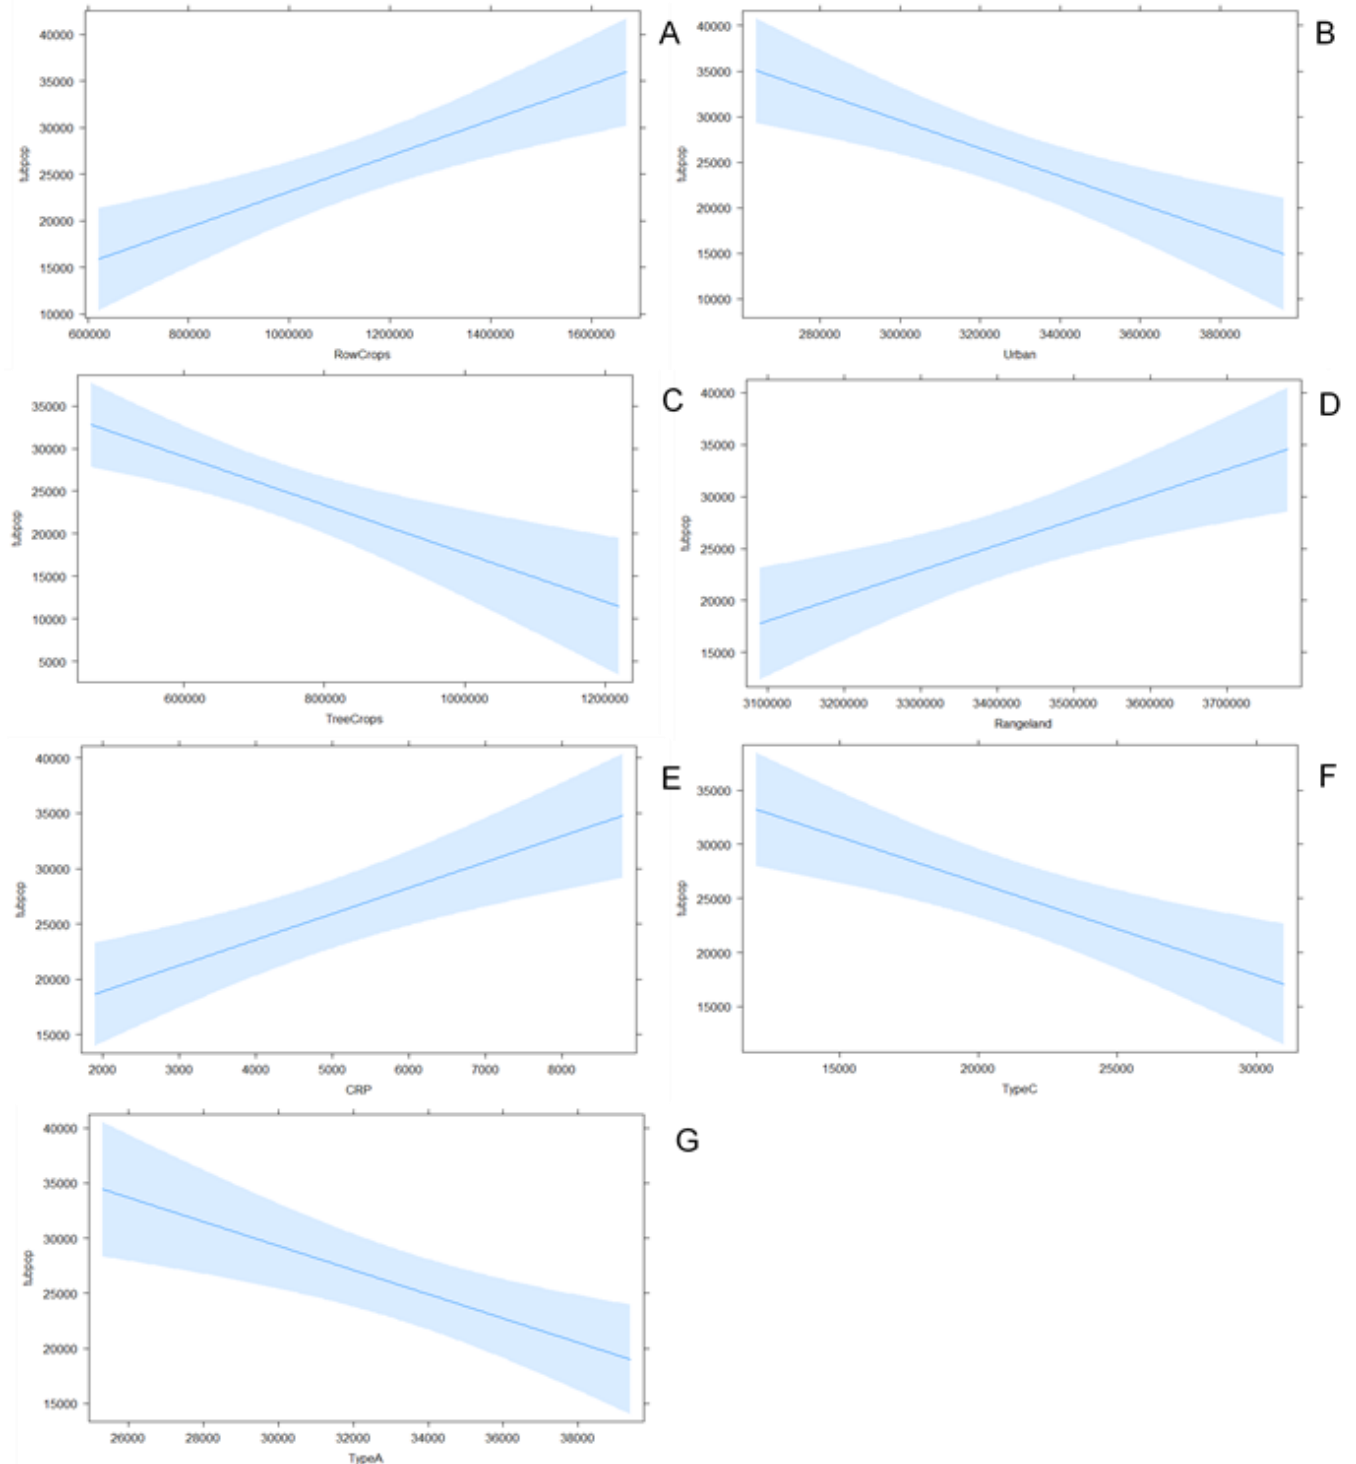 A
40000
35000
30000
25000
20000
15000
10000
tubpop
600000 800000 1000000 1200000 1400000 1600000
RowCrops
B
40000
35000
30000
25000
20000
15000
10000
tubpop
280000 300000 320000 340000 360000 380000
Urban
C
35000
30000
25000
20000
15000
10000
5000
tubpop
600000 800000 1000000 1200000
TreeCrops
D
40000
35000
30000
25000
20000
15000
tubpop
3100000 3200000 3300000 3400000 3500000 3600000 3700000
Rangeland
E
40000
35000
30000
25000
20000
15000
tubpop
2000 3000 4000 5000 6000 7000 8000
CRP
F
35000
30000
25000
20000
15000
tubpop
15000 20000 25000 30000
TypeC
G
40000
35000
30000
25000
20000
15000
tubpop
26000 28000 30000 32000 34000 36000 38000
TypeA